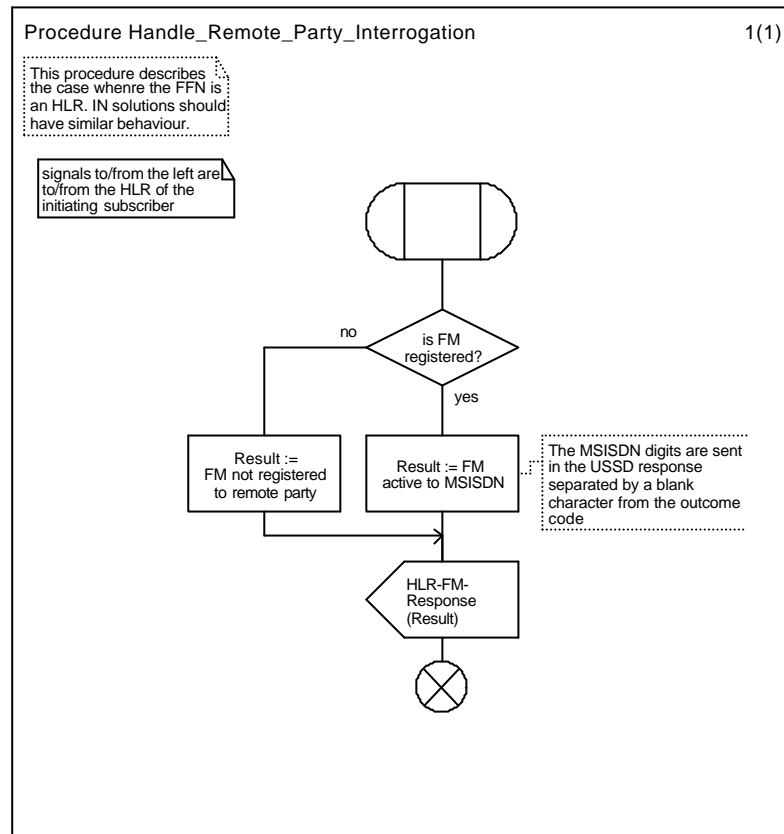 Procedure Handle_Remote_Party_Interrogation
1(1)
This procedure describes
the case whenre the FFN is
an HLR. IN solutions should
have similar behaviour.
signals to/from the left are
to/from the HLR of the
initiating subscriber
is FM
registered?
no
yes
Result :=
FM not registered
to remote party
Result := FM
active to MSISDN
The MSISDN digits are sent
in the USSD response
separated by a blank
character from the outcome
code
HLR-FM-
Response
(Result)